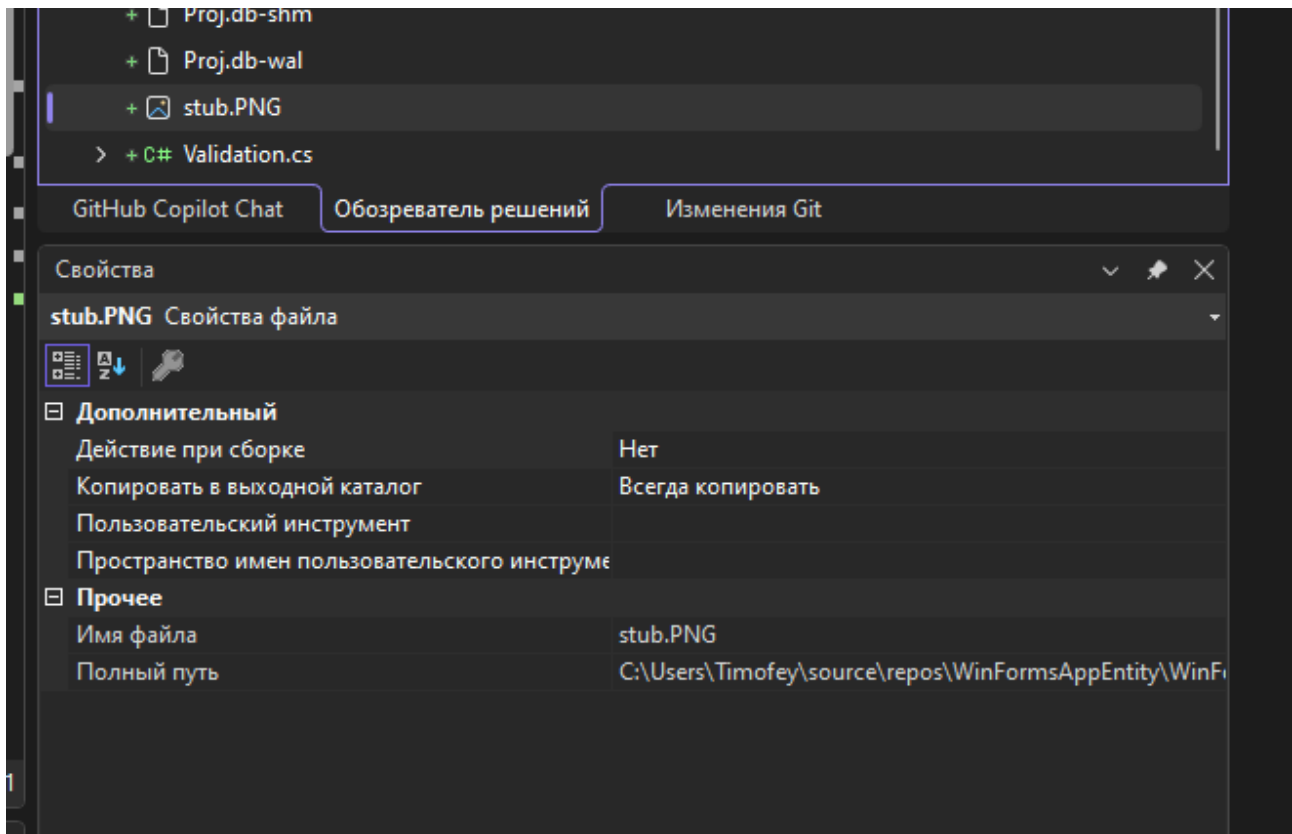 + Proj.db-shm
+ Proj.db-wal
+ stub.PNG
+ C# Validation.cs
GitHub Copilot Chat Обозреватель решений Изменения Git
Свойства
stub.PNG Свойства файла
Дополнительный
Действие при сборке Нет
Копировать в выходной каталог Всегда копировать
Пользовательский инструмент
Пространство имен пользовательского инструме
Прочее
Имя файла stub.PNG
Полный путь C:\Users\Timofey\source\repos\WinFormsAppEntity\WinF
1